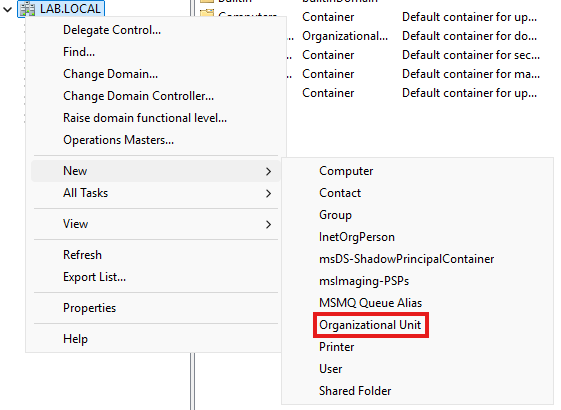 LAB.LOCAL
Builtin builtinDomain
Computers Container Default container for up...
Organizational... Default container for do...
Container Default container for sec...
Container Default container for ma...
Container Default container for up...
Delegate Control...
Find...
Change Domain...
Change Domain Controller...
Raise domain functional level...
Operations Masters...
New
All Tasks
View
Refresh
Export List...
Properties
Help
Computer
Contact
Group
InetOrgPerson
msDS-ShadowPrincipalContainer
msImaging-PSPs
MSMQ Queue Alias
Organizational Unit
Printer
User
Shared Folder